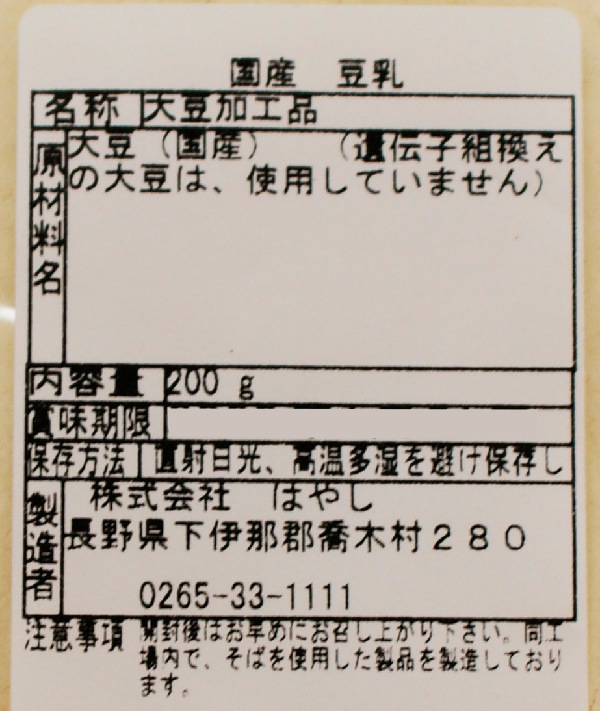 国産 豆乳
名称 大豆加工品
原材料名 大豆(国産) (遺伝子組換え
の大豆は、使用していません)
内容量 200 g
賞味期限
保存方法 直射日光、高温多湿を避け保存し
製造者 株式会社 はやし
長野県下伊那郡喬木村280
0265-33-1111
注意事項 開封後はお早めにお召し上がり下さい。同工
場内で、そばを使用した製品を製造しており
ます。